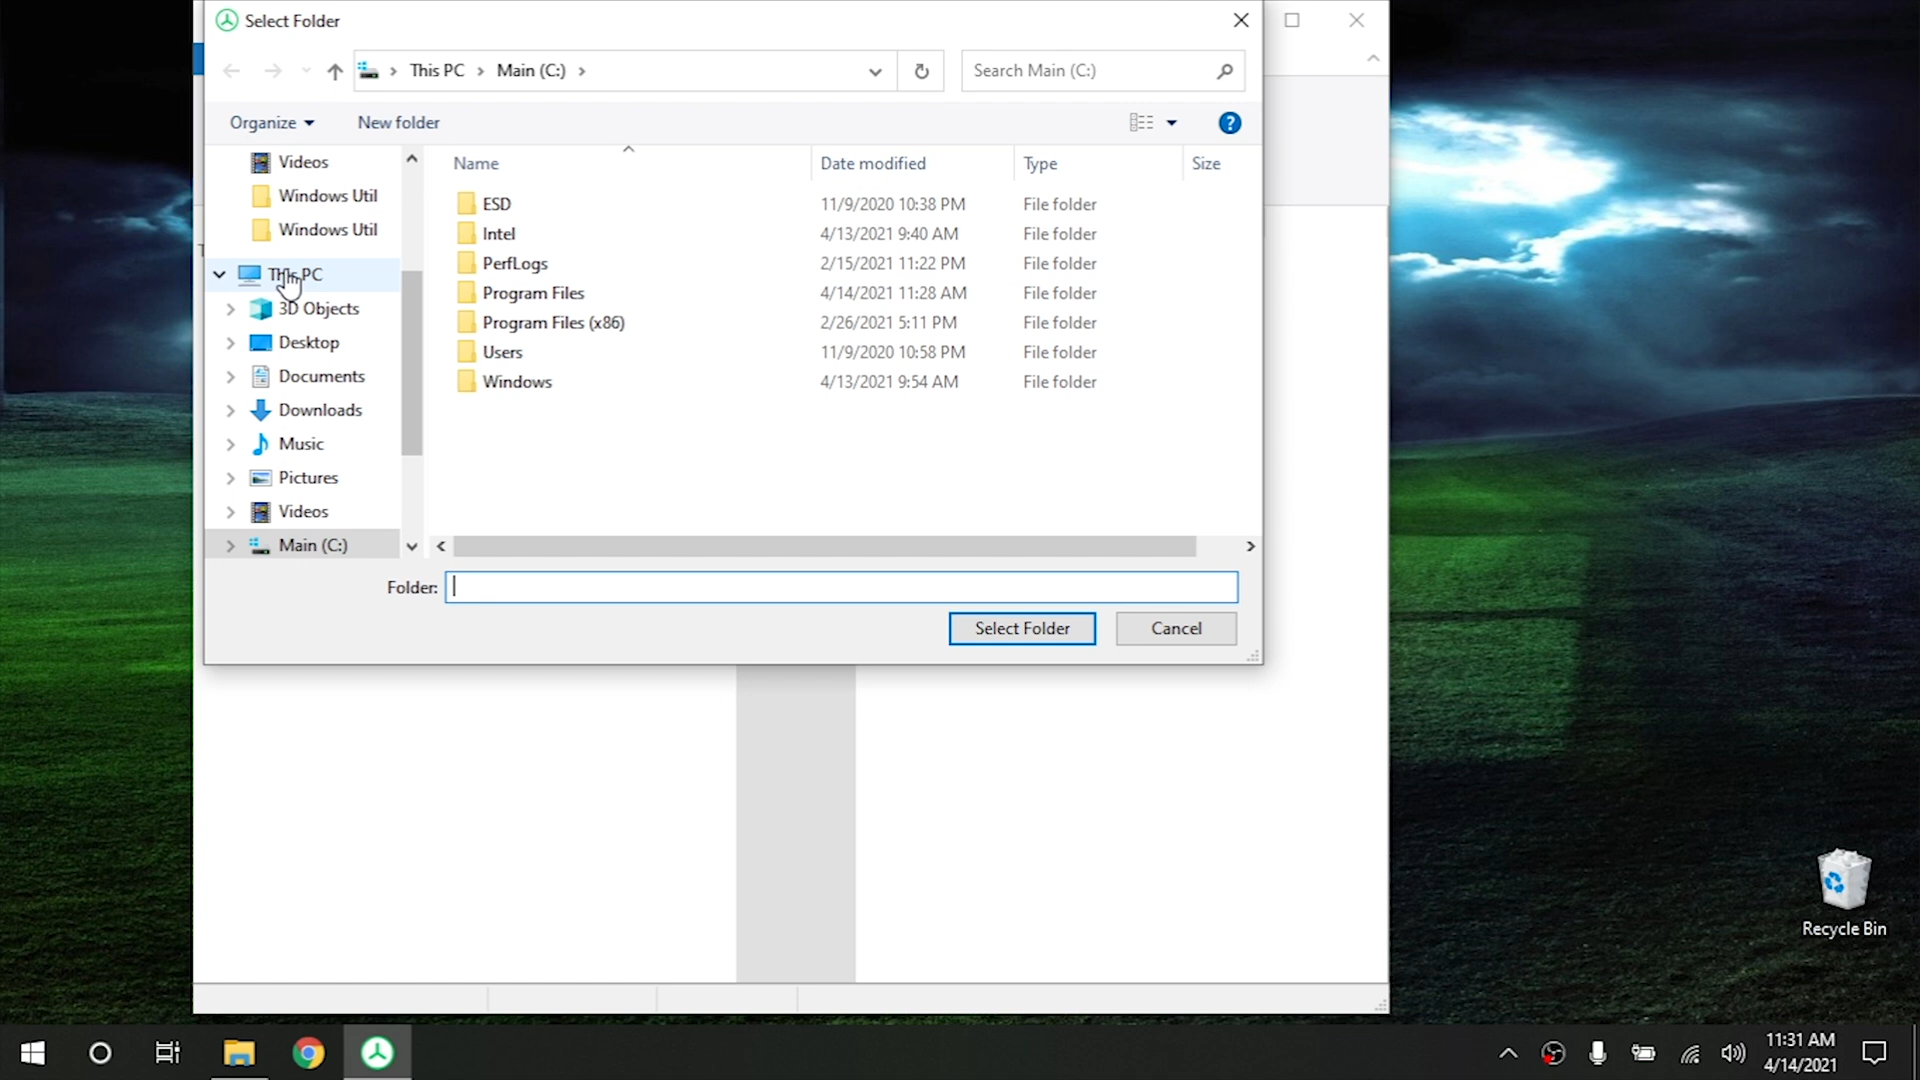 Select Folder
This PC > Main (C:) >
Search Main (C:)
Organize
New folder
?
Videos
Windows Util
Windows Util
This PC
3D Objects
Desktop
Documents
Downloads
Music
Pictures
Videos
Main (C:)
Name Date modified Type Size
ESD 11/9/2020 10:38 PM File folder
Intel 4/13/2021 9:40 AM File folder
PerfLogs 2/15/2021 11:22 PM File folder
Program Files 4/14/2021 11:28 AM File folder
Program Files (x86) 2/26/2021 5:11 PM File folder
Users 11/9/2020 10:58 PM File folder
Windows 4/13/2021 9:54 AM File folder
Folder:
Select Folder
Cancel
Recycle Bin
11:31 AM
4/14/2021